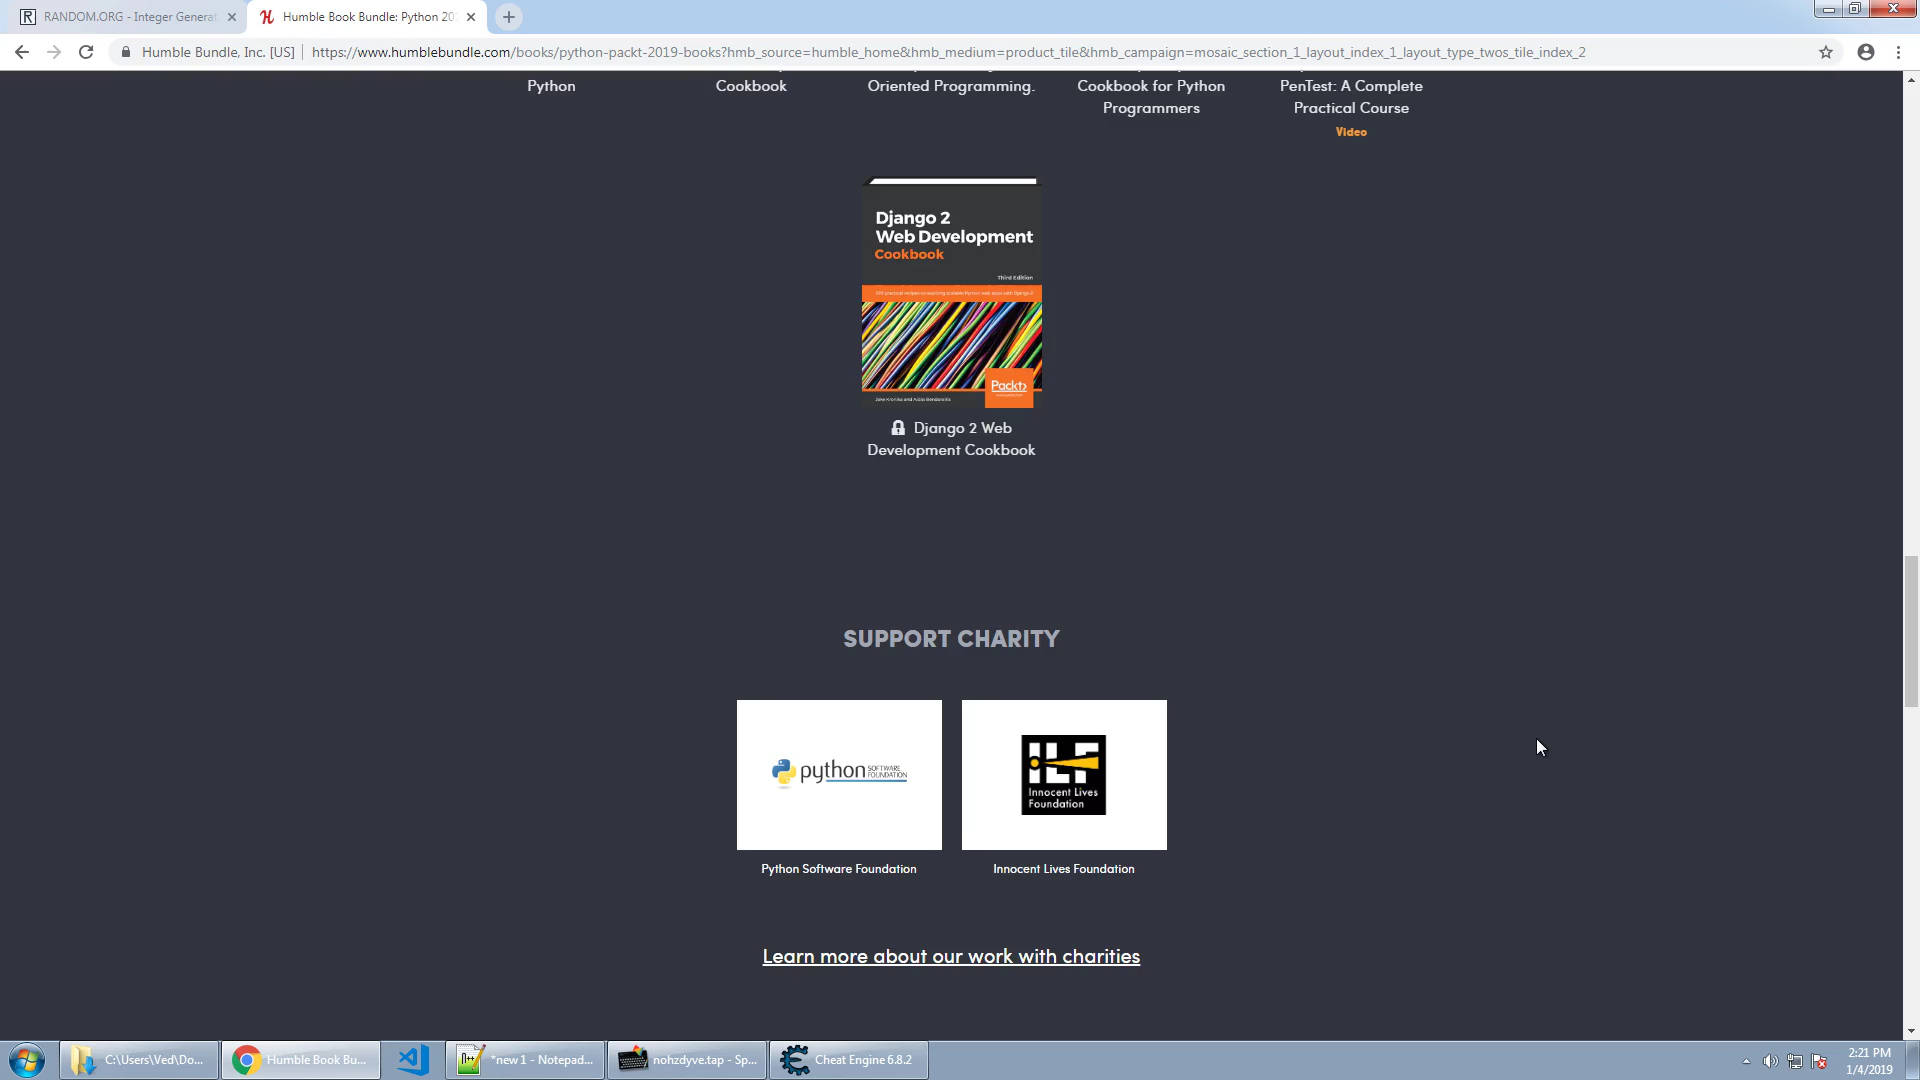 RANDOM.ORG - Integer Genera
Humble Book Bundle: Python 20
Humble Bundle, Inc. [US]
https://www.humblebundle.com/books/python-packt-2019-books?hmb_source=humble_home&hmb_medium=product_tile&hmb_campaign=mosaic_section_1_layout_index_1_layout_type_twos_tile_index_2
Python
Cookbook
Oriented Programming.
Cookbook for Python
Programmers
PenTest: A Complete
Practical Course
Video
Django 2
Web Development
Cookbook
Third Edition
Packt>
Django 2 Web
Development Cookbook
SUPPORT CHARITY
python SOFTWARE
FOUNDATION
ILF
Innocent Lives
Foundation
Python Software Foundation
Innocent Lives Foundation
Learn more about our work with charities
C:\Users\Ved\Do...
Humble Book Bu...
*new 1 - Notepad...
nohzdyve.tap - Sp...
Cheat Engine 6.8.2
2:21 PM
1/4/2019